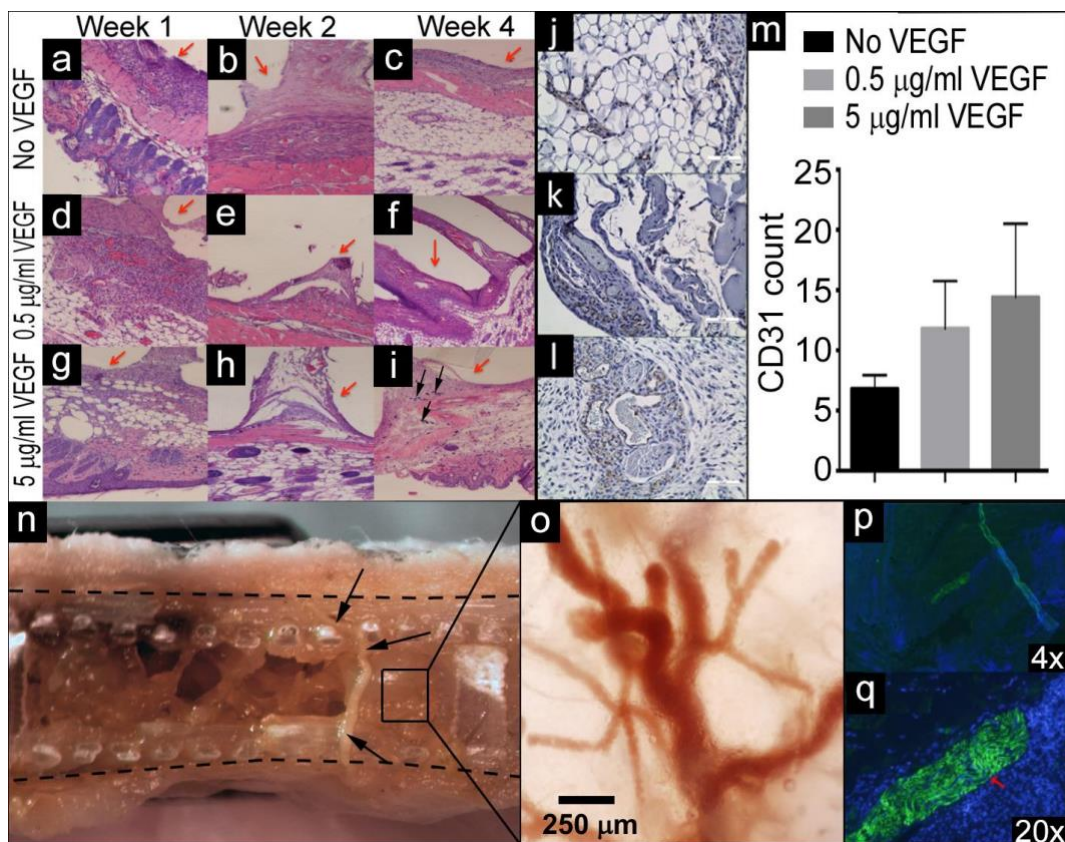 Week 1
Week 2
Week 4
No VEGF
0.5 μg/ml VEGF
5 μg/ml VEGF
a
b
c
d
e
f
g
h
i
j
k
l
m
No VEGF
0.5 μg/ml VEGF
5 μg/ml VEGF
CD31 count
25
20
15
10
5
0
n
o
250 μm
p
4x
q
20x